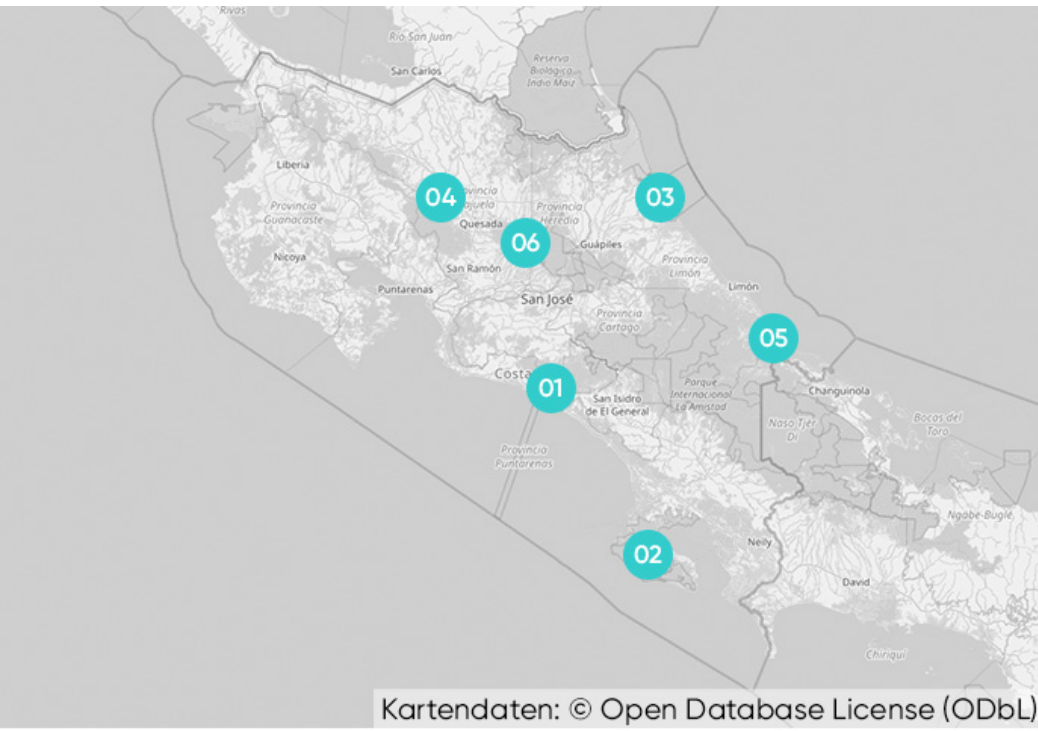 Rivas
Rio San Juan
San Carlos
Reserva
Biológica
Indio Maíz
Liberia
04
03
Provincia
Guanacaste
Provincia
Heredia
Quesada
06
Guápiles
Nicoya
San Ramón
Provincia
Limón
Puntarenas
Limón
San José
Provincia
Cartago
05
Costa
01
Parque
Internacional
La Amistad
Changuinola
San Isidro
de El General
Naso Tjër
Di
Bocas del
Toro
Provincia
Puntarenas
Ngäbe-Buglé
02
Neily
David
Chiriquí
Kartendaten: © Open Database License (ODbL)